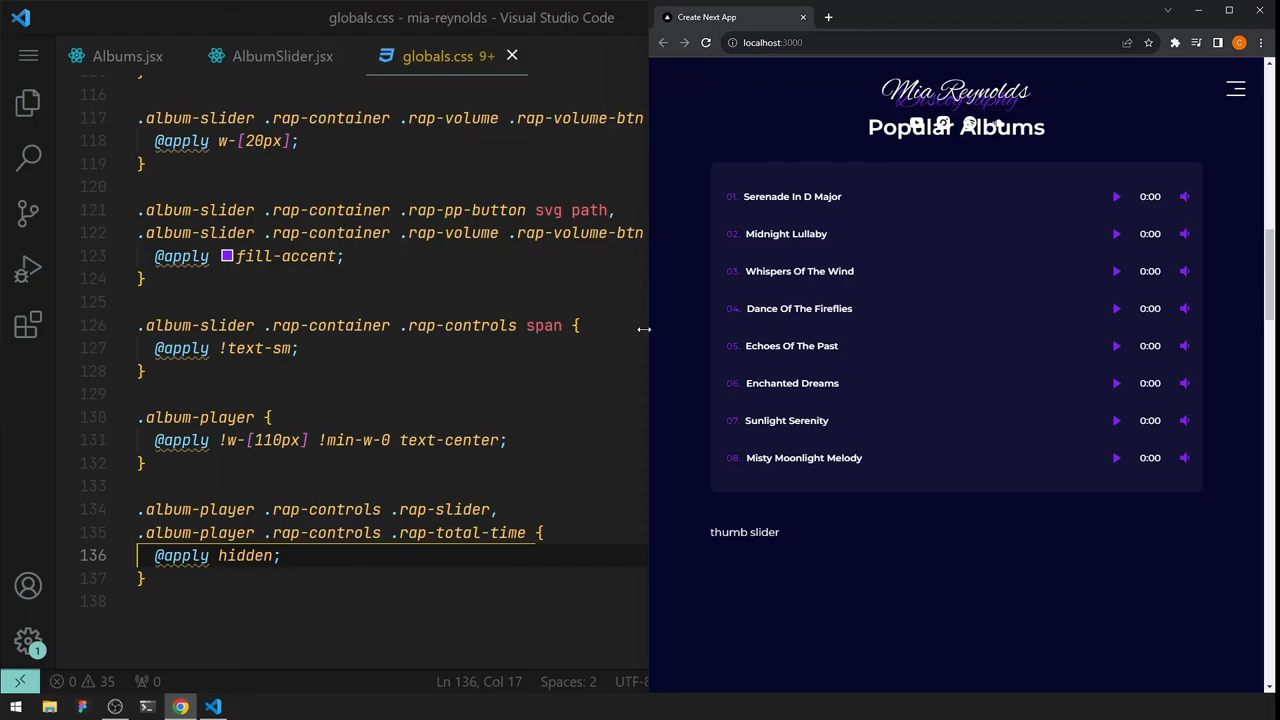 globals.css - mia-reynolds - Visual Studio Code
Albums.jsx
AlbumSlider.jsx
globals.css 9+
116
117 .album-slider .rap-container .rap-volume .rap-volume-btn
118 @apply w-[20px];
119 }
120
121 .album-slider .rap-container .rap-pp-button svg path,
122 .album-slider .rap-container .rap-volume .rap-volume-btn
123 @apply fill-accent;
124 }
125
126 .album-slider .rap-container .rap-controls span {
127 @apply !text-sm;
128 }
129
130 .album-player {
131 @apply !w-[110px] !min-w-0 text-center;
132 }
133
134 .album-player .rap-controls .rap-slider,
135 .album-player .rap-controls .rap-total-time {
136 @apply hidden;
137 }
138
1
0 35 0
Ln 136, Col 17 Spaces: 2 UTF-8
Create Next App
localhost:3000
C
Mia Reynolds
Discography
Popular Albums
01. Serenade In D Major 0:00
02. Midnight Lullaby 0:00
03. Whispers Of The Wind 0:00
04. Dance Of The Fireflies 0:00
05. Echoes Of The Past 0:00
06. Enchanted Dreams 0:00
07. Sunlight Serenity 0:00
08. Misty Moonlight Melody 0:00
thumb slider